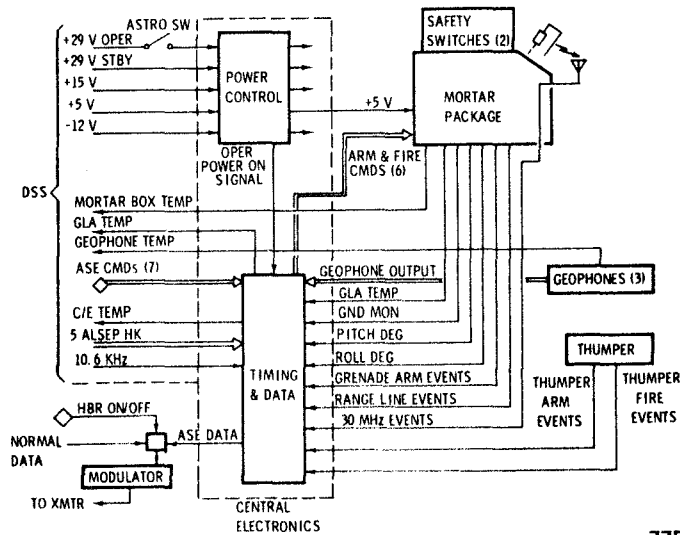 ASTRO SW
SAFETY
SWITCHES (2)
+29 V OPER
+29 V STBY
+15 V
+5 V
-12 V
POWER
CONTROL
+5 V
MORTAR
PACKAGE
OPER
POWER ON
SIGNAL
ARM & FIRE
CMDS (6)
DSS
MORTAR BOX TEMP
GLA TEMP
GEOPHONE TEMP
ASE CMDs (7)
GEOPHONE OUTPUT
GEOPHONES (3)
GLA TEMP
C/E TEMP
GND MON
5 ALSEP HK
PITCH DEG
THUMPER
10.6 KHz
TIMING
& DATA
ROLL DEG
GRENADE ARM EVENTS
THUMPER
ARM
EVENTS
THUMPER
FIRE
EVENTS
RANGE LINE EVENTS
30 MHz EVENTS
HBR ON/OFF
NORMAL
DATA
ASE DATA
MODULATOR
TO XMTR
CENTRAL
ELECTRONICS